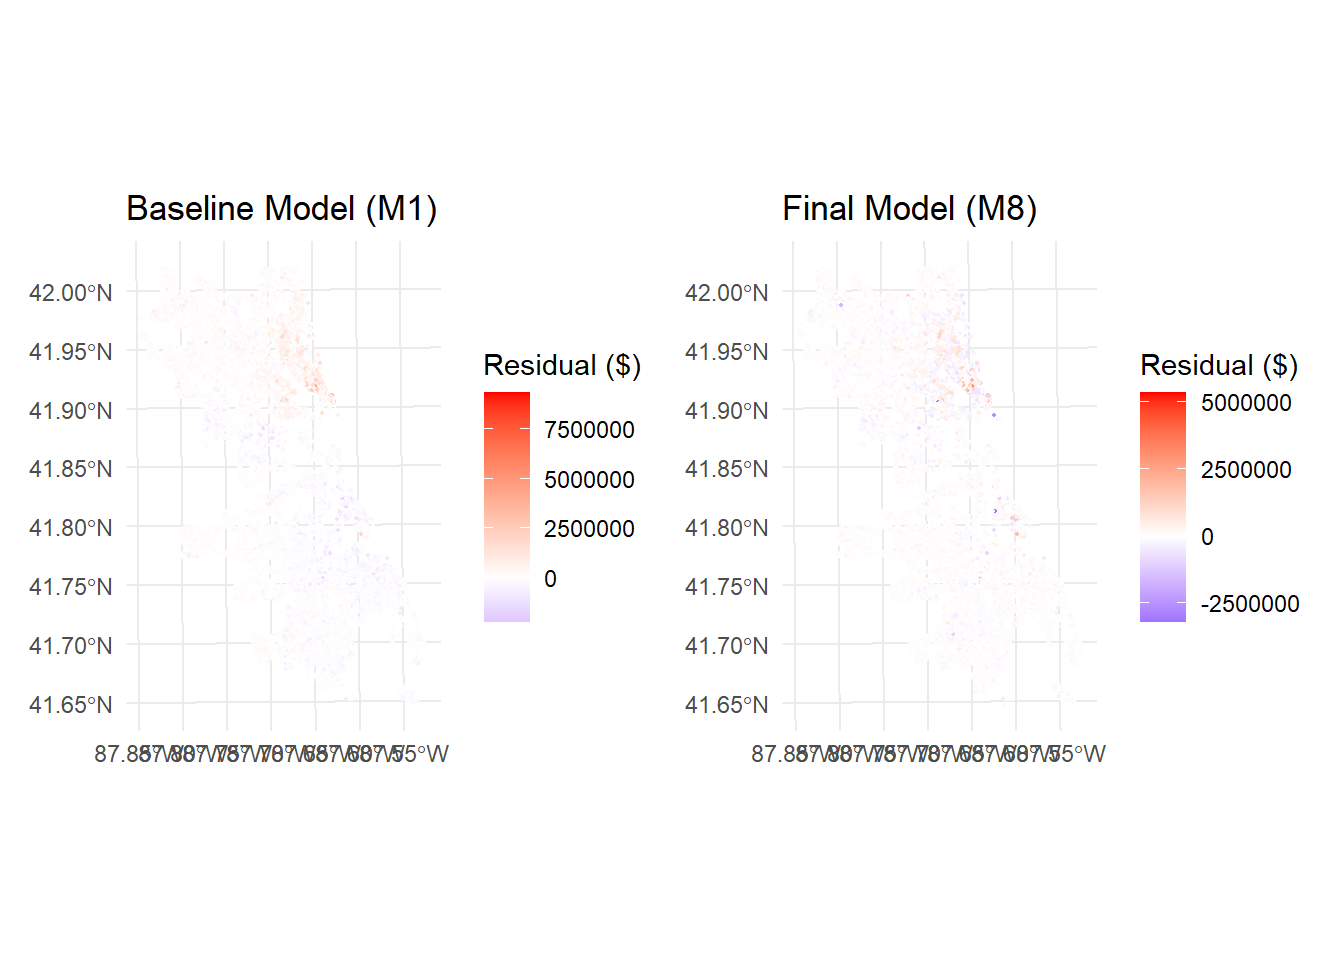 Baseline Model (M1)
42.00°N
41.95°N
41.90°N
41.85°N
41.80°N
41.75°N
41.70°N
41.65°N
Residual ($)
7500000
5000000
2500000
0
Final Model (M8)
42.00°N
41.95°N
41.90°N
41.85°N
41.80°N
41.75°N
41.70°N
41.65°N
Residual ($)
5000000
2500000
0
-2500000